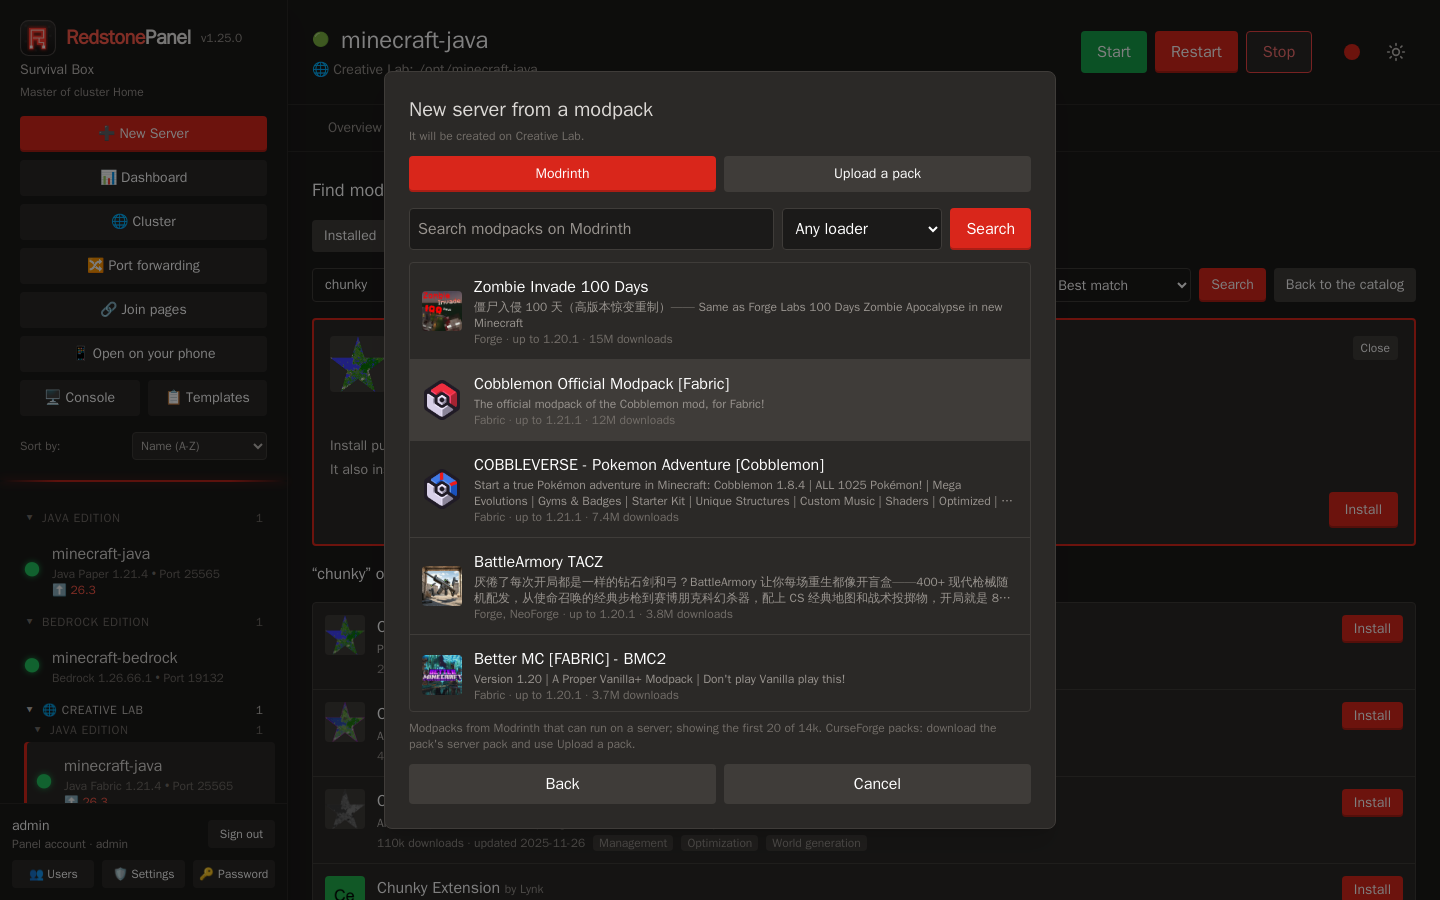 RedstonePanel v1.25.0
Survival Box
Master of cluster Home
➕ New Server
📊 Dashboard
🌐 Cluster
🔀 Port forwarding
🔗 Join pages
📱 Open on your phone
🖥️ Console
📋 Templates
Sort by:
Name (A-Z)
▼ JAVA EDITION 1
minecraft-java
Java Paper 1.21.4 • Port 25565
⬆️ 26.3
▼ BEDROCK EDITION 1
minecraft-bedrock
Bedrock 1.26.66.1 • Port 19132
▼ 🌐 CREATIVE LAB 1
▼ JAVA EDITION 1
minecraft-java
Java Fabric 1.21.4 • Port 25565
⬆️ 26.3
admin
Panel account · admin
Sign out
👥 Users
🛡️ Settings
🔑 Password
minecraft-java
🌐 Creative Lab: /opt/minecraft-java
Start
Restart
Stop
Overview
Find mod
Installed
chunky
Best match
Search
Back to the catalog
Close
Install pu
It also in
Install
“chunky” o
Install
Install
Install
110k downloads · updated 2025-11-26 Management Optimization World generation
Ce
Chunky Extension by Lynk
Install
New server from a modpack
It will be created on Creative Lab.
Modrinth
Upload a pack
Search modpacks on Modrinth
Any loader
Search
Zombie Invade 100 Days
僵尸入侵 100 天（高版本惊变重制）—— Same as Forge Labs 100 Days Zombie Apocalypse in new
Minecraft
Forge · up to 1.20.1 · 15M downloads
Cobblemon Official Modpack [Fabric]
The official modpack of the Cobblemon mod, for Fabric!
Fabric · up to 1.21.1 · 12M downloads
COBBLEVERSE - Pokemon Adventure [Cobblemon]
Start a true Pokémon adventure in Minecraft: Cobblemon 1.8.4 | ALL 1025 Pokémon! | Mega
Evolutions | Gyms & Badges | Starter Kit | Unique Structures | Custom Music | Shaders | Optimized | ···
Fabric · up to 1.21.1 · 7.4M downloads
BattleArmory TACZ
厌倦了每次开局都是一样的钻石剑和弓？BattleArmory 让你每场重生都像开盲盒——400+ 现代枪械随
机配发，从使命召唤的经典步枪到赛博朋克科幻杀器，配上 CS 经典地图和战术投掷物，开局就是 8···
Forge, NeoForge · up to 1.20.1 · 3.8M downloads
Better MC [FABRIC] - BMC2
Version 1.20 | A Proper Vanilla+ Modpack | Don't play Vanilla play this!
Fabric · up to 1.20.1 · 3.7M downloads
Modpacks from Modrinth that can run on a server; showing the first 20 of 14k. CurseForge packs: download the
pack's server pack and use Upload a pack.
Back
Cancel